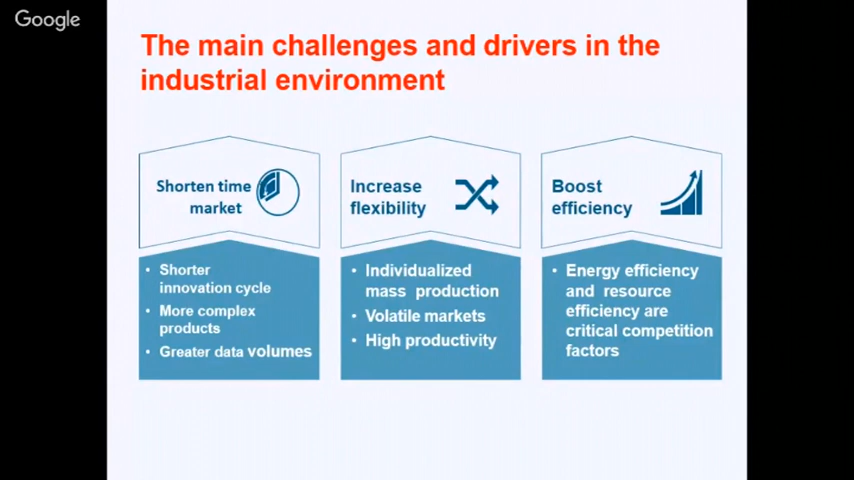 Google
The main challenges and drivers in the
industrial environment
Shorten time
market
Increase
flexibility
Boost
efficiency
• Shorter
innovation cycle
• More complex
products
• Greater data volumes
• Individualized
mass production
• Volatile markets
• High productivity
• Energy efficiency
and resource
efficiency are
critical competition
factors